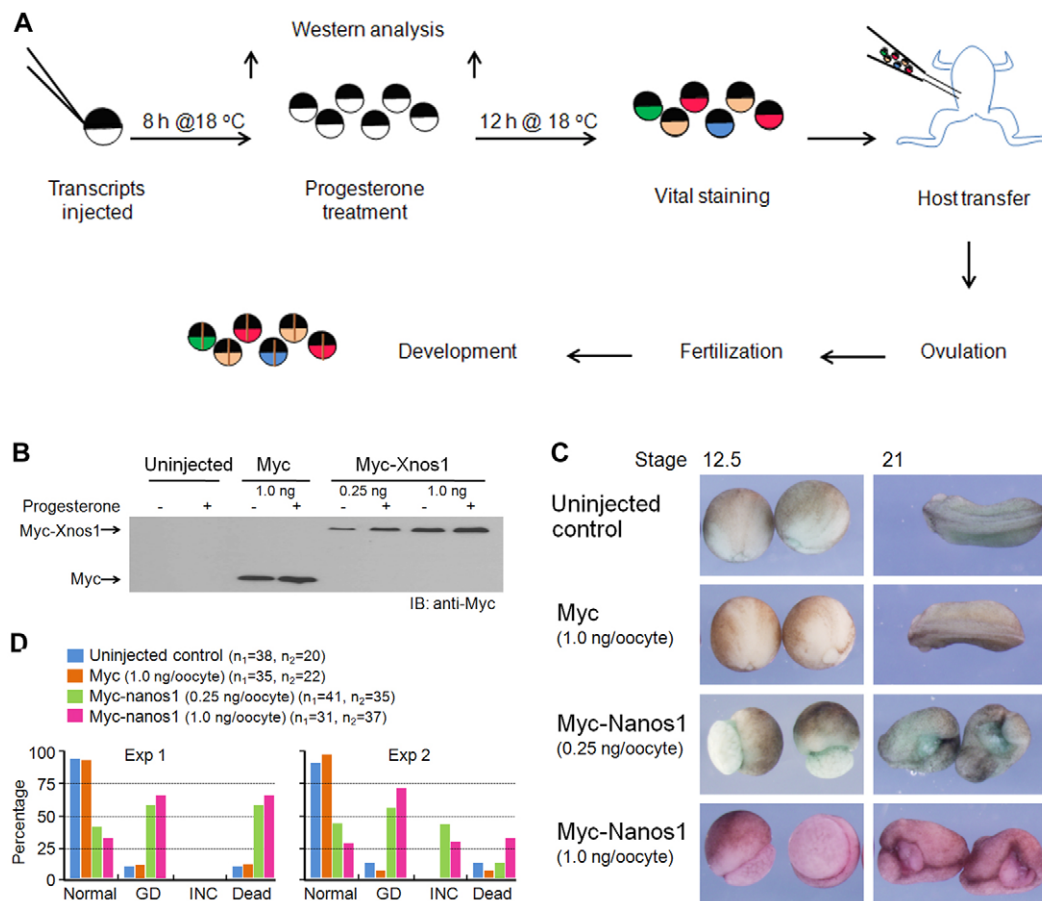 A
Western analysis
8 h @18 ºC
12 h @ 18 ºC
Transcripts
injected
Progesterone
treatment
Vital staining
Host transfer
Development
Fertilization
Ovulation
B
Uninjected Myc Myc-Xnos1
1.0 ng 0.25 ng 1.0 ng
Progesterone - + - + - + - +
Myc-Xnos1
Myc
IB: anti-Myc
C
Stage 12.5 21
Uninjected
control
Myc
(1.0 ng/oocyte)
Myc-Nanos1
(0.25 ng/oocyte)
Myc-Nanos1
(1.0 ng/oocyte)
D
Uninjected control (n1=38, n2=20)
Myc (1.0 ng/oocyte) (n1=35, n2=22)
Myc-nanos1 (0.25 ng/oocyte) (n1=41, n2=35)
Myc-nanos1 (1.0 ng/oocyte) (n1=31, n2=37)
Percentage
Exp 1
100
75
50
25
0
Normal GD INC Dead
Exp 2
100
75
50
25
0
Normal GD INC Dead